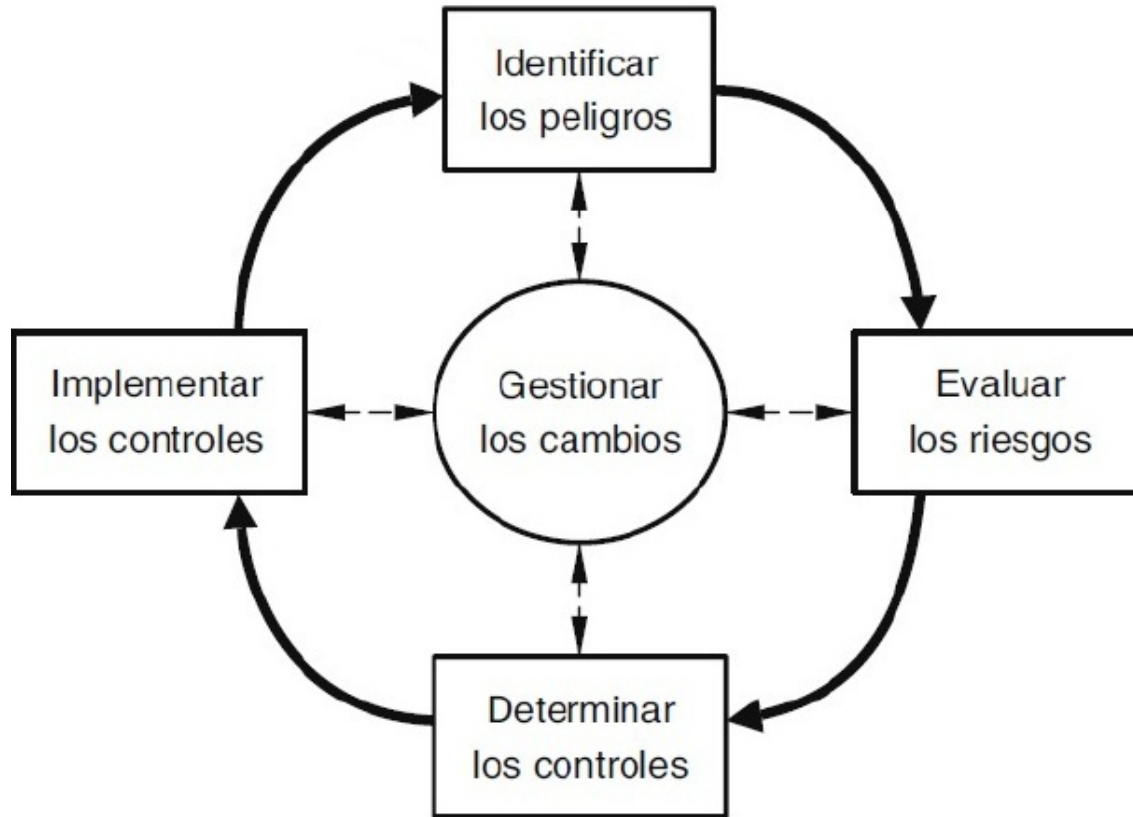 Identificar
los peligros
Implementar
los controles
Gestionar
los cambios
Evaluar
los riesgos
Determinar
los controles